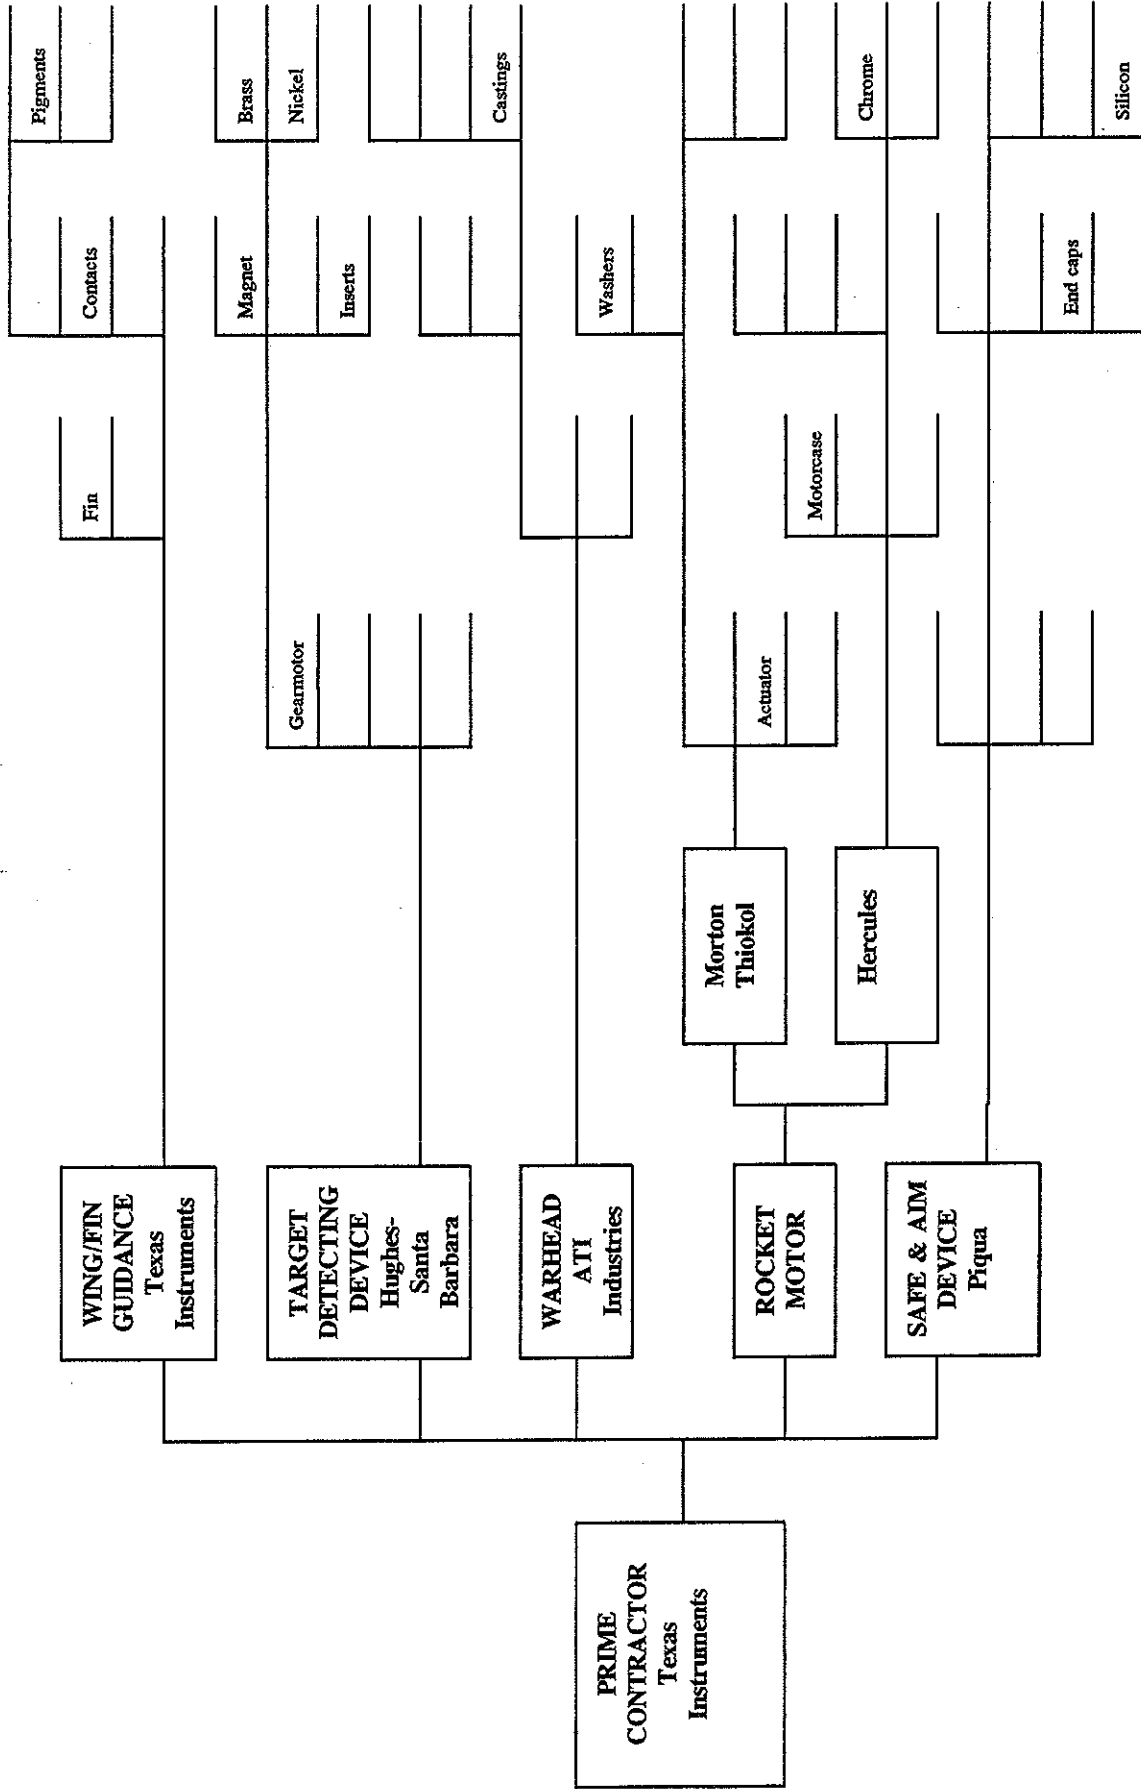 PRIME
CONTRACTOR
Texas
Instruments
WING/FIN
GUIDANCE
Texas
Instruments
TARGET
DETECTING
DEVICE
Hughes-
Santa
Barbara
WARHEAD
ATI
Industries
ROCKET
MOTOR
SAFE & AIM
DEVICE
Piqua
Morton
Thiokol
Hercules
Gearmotor
Actuator
Fin
Motorcase
Contacts
Magnet
Inserts
Washers
End caps
Pigments
Brass
Nickel
Castings
Chrome
Silicon